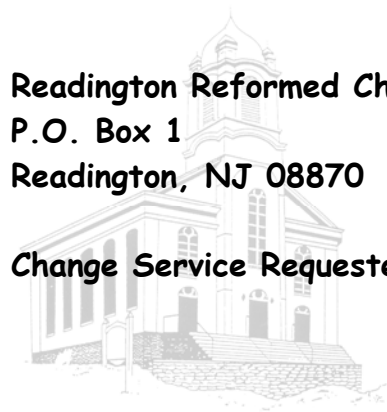 Readington Reformed Ch
P.O. Box 1
Readington, NJ 08870
Change Service Requeste